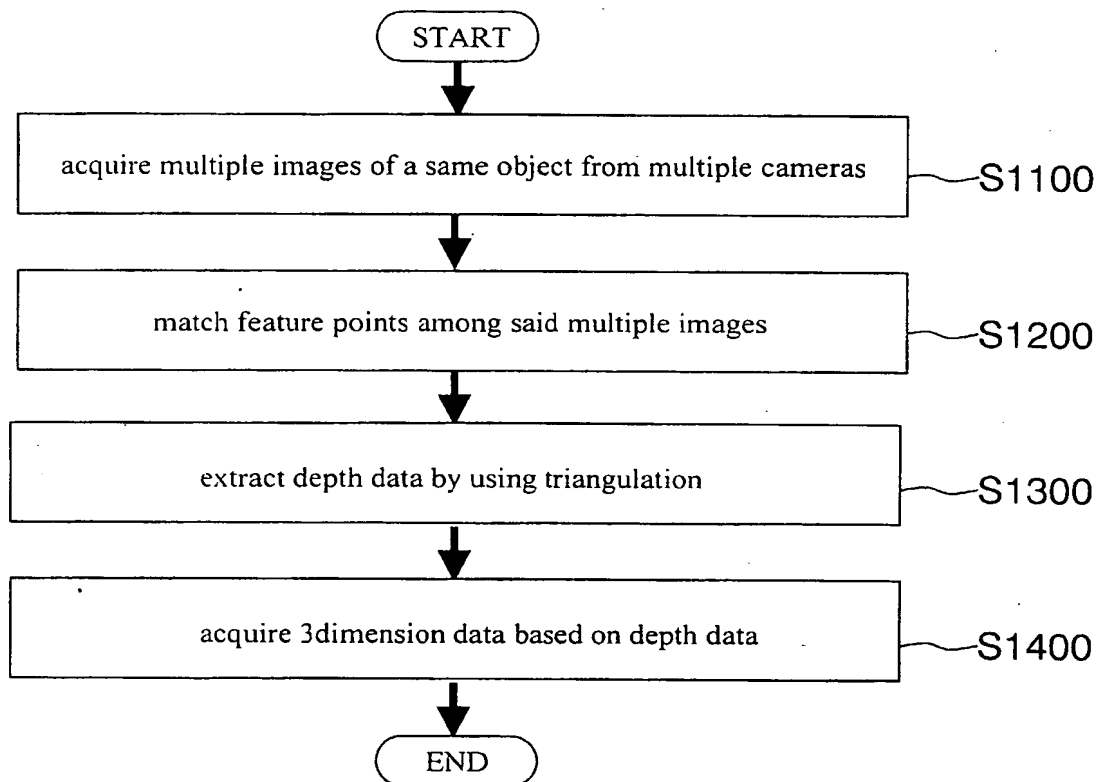 START
acquire multiple images of a same object from multiple cameras
S1100
match feature points among said multiple images
S1200
extract depth data by using triangulation
S1300
acquire 3dimension data based on depth data
S1400
END